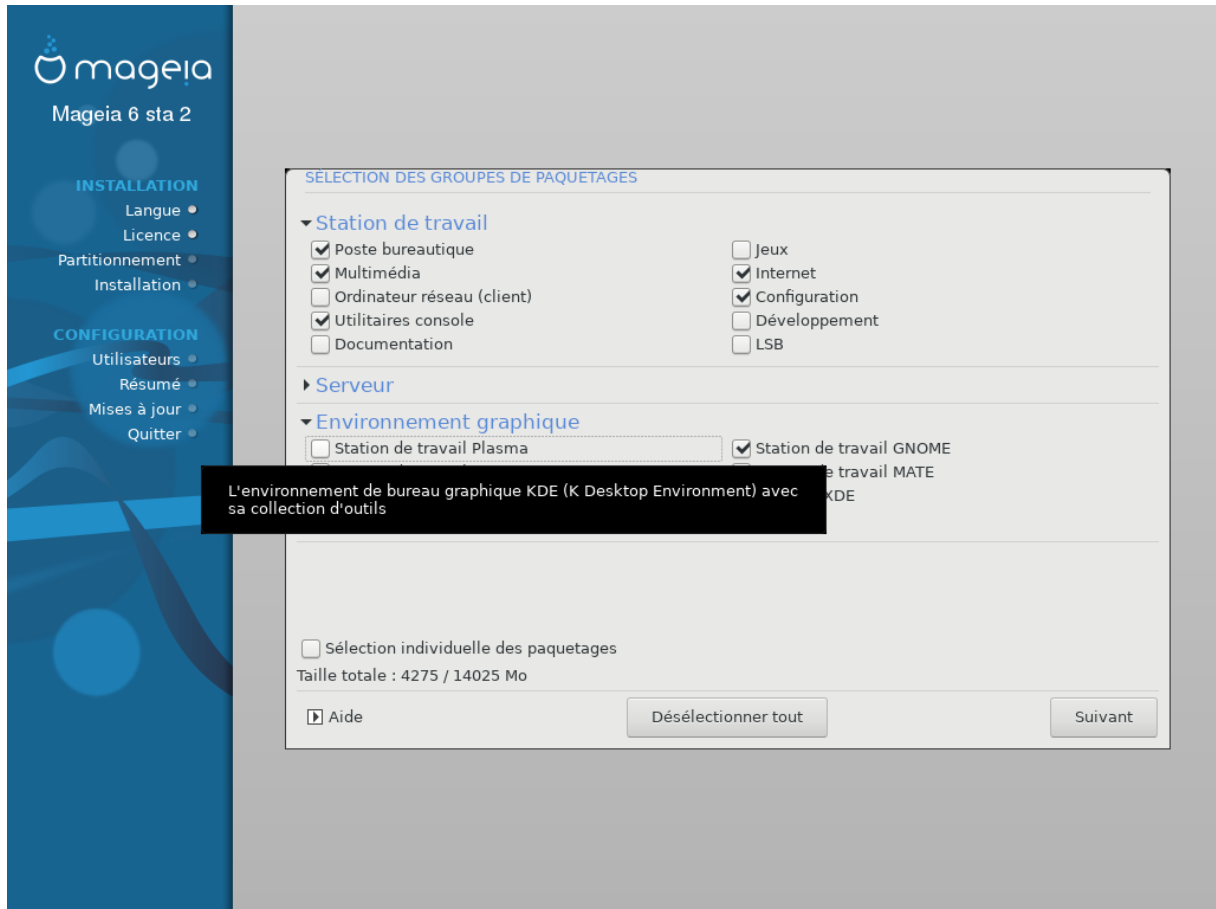 mageia
Mageia 6 sta 2
INSTALLATION
Langue
Licence
Partitionnement
Installation
CONFIGURATION
Utilisateurs
Résumé
Mises à jour
Quitter
SÉLECTION DES GROUPES DE PAQUETAGES
Station de travail
Poste bureautique
Jeux
Multimédia
Internet
Ordinateur réseau (client)
Configuration
Utilitaires console
Développement
Documentation
LSB
Serveur
Environnement graphique
Station de travail Plasma
Station de travail GNOME
travail MATE
L'environnement de bureau graphique KDE (K Desktop Environment) avec
sa collection d'outils
Sélection individuelle des paquetages
Taille totale : 4275 / 14025 Mo
Aide
Désélectionner tout
Suivant